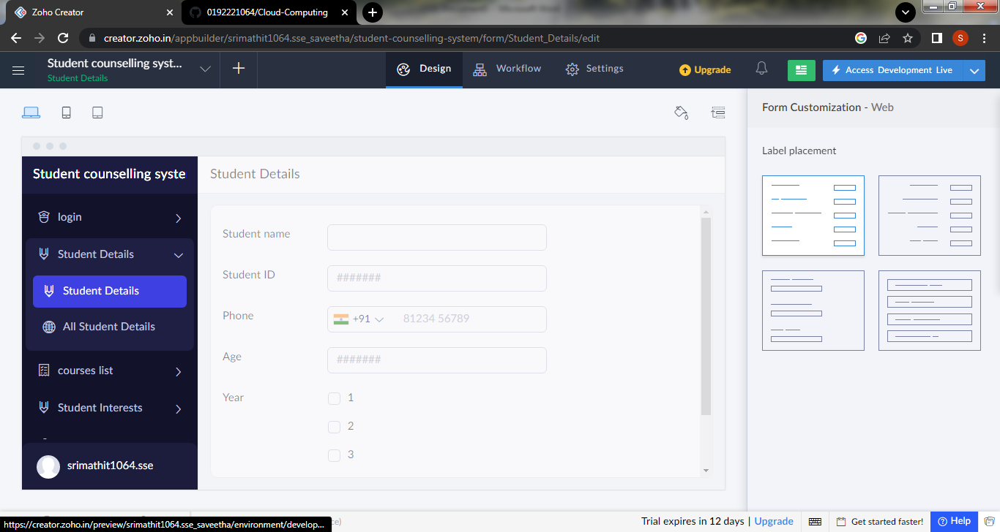 Zoho Creator
0192221064/Cloud-Computing
creator.zoho.in/appbuilder/srimathit1064.sse_saveetha/student-counselling-system/form/Student_Details/edit
S
Student counselling syst...
Student Details
Design
Workflow
Settings
Upgrade
Access Development Live
Form Customization - Web
Label placement
Student counselling syste
login
Student Details
Student Details
All Student Details
courses list
Student Interests
srimathit1064.sse
Student Details
Student name
Student ID
#######
Phone
+91
81234 56789
Age
#######
Year
1
2
3
https://creator.zoho.in/preview/srimathit1064.sse_saveetha/environment/develop...
Trial expires in 12 days | Upgrade
Get started faster!
Help